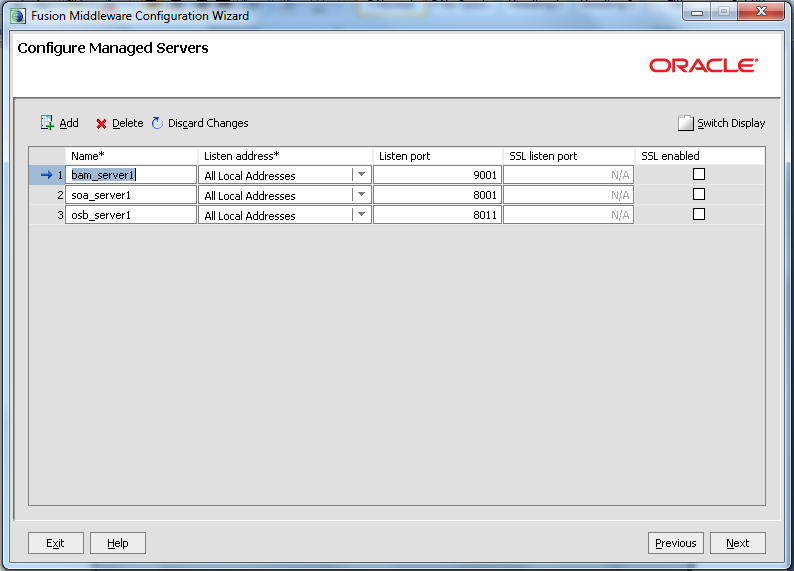 Fusion Middleware Configuration Wizard
Configure Managed Servers
ORACLE
Add Delete Discard Changes Switch Display
Name* Listen address* Listen port SSL listen port SSL enabled
1 bam_server1 All Local Addresses 9001 N/A
2 soa_server1 All Local Addresses 8001 N/A
3 osb_server1 All Local Addresses 8011 N/A
Exit Help Previous Next